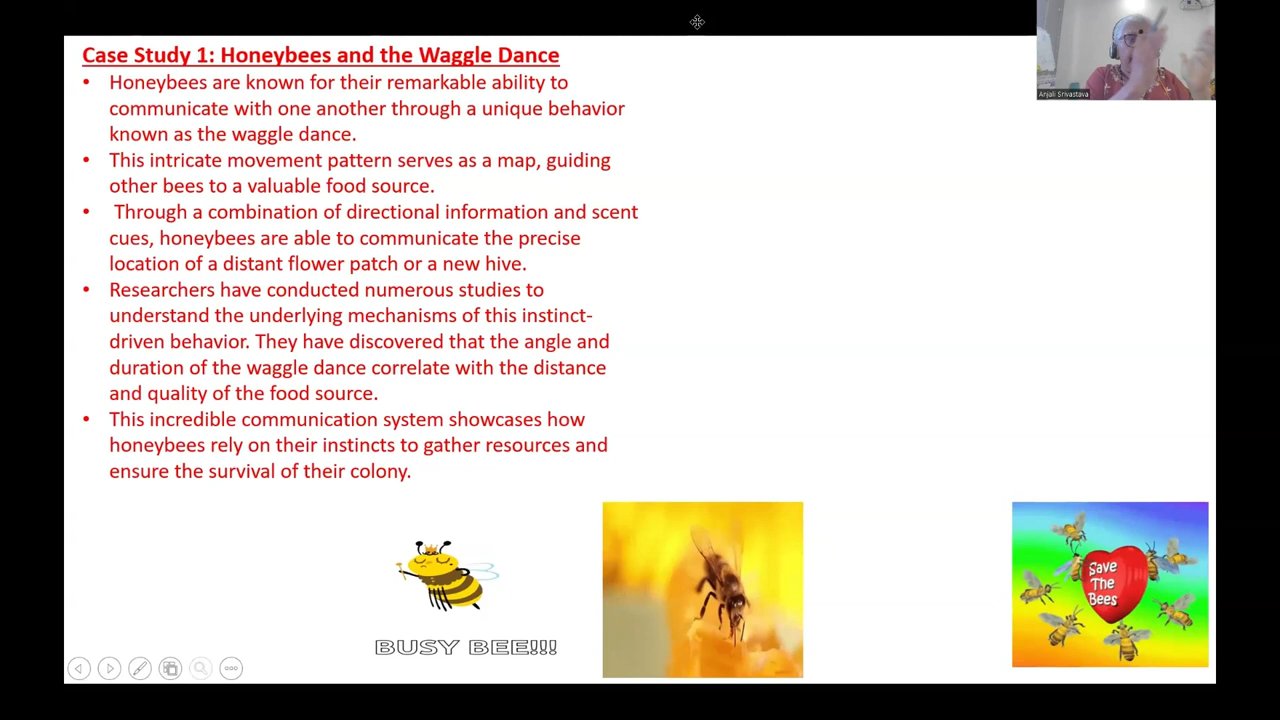 Case Study 1: Honeybees and the Waggle Dance
• Honeybees are known for their remarkable ability to
communicate with one another through a unique behavior
known as the waggle dance.
• This intricate movement pattern serves as a map, guiding
other bees to a valuable food source.
• Through a combination of directional information and scent
cues, honeybees are able to communicate the precise
location of a distant flower patch or a new hive.
• Researchers have conducted numerous studies to
understand the underlying mechanisms of this instinct-
driven behavior. They have discovered that the angle and
duration of the waggle dance correlate with the distance
and quality of the food source.
• This incredible communication system showcases how
honeybees rely on their instincts to gather resources and
ensure the survival of their colony.
BUSY BEE!!!
Save
The
Bees
Anjali Srivastava